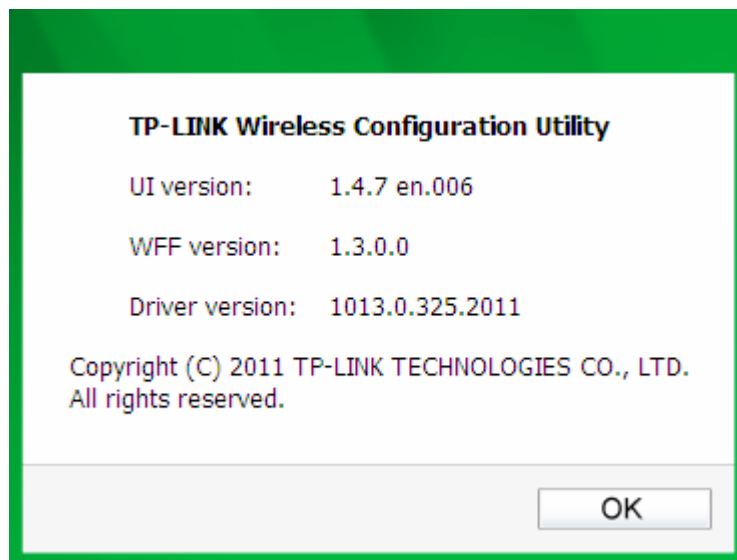 TP-LINK Wireless Configuration Utility
UI version: 1.4.7 en.006
WFF version: 1.3.0.0
Driver version: 1013.0.325.2011
Copyright (C) 2011 TP-LINK TECHNOLOGIES CO., LTD.
All rights reserved.
OK